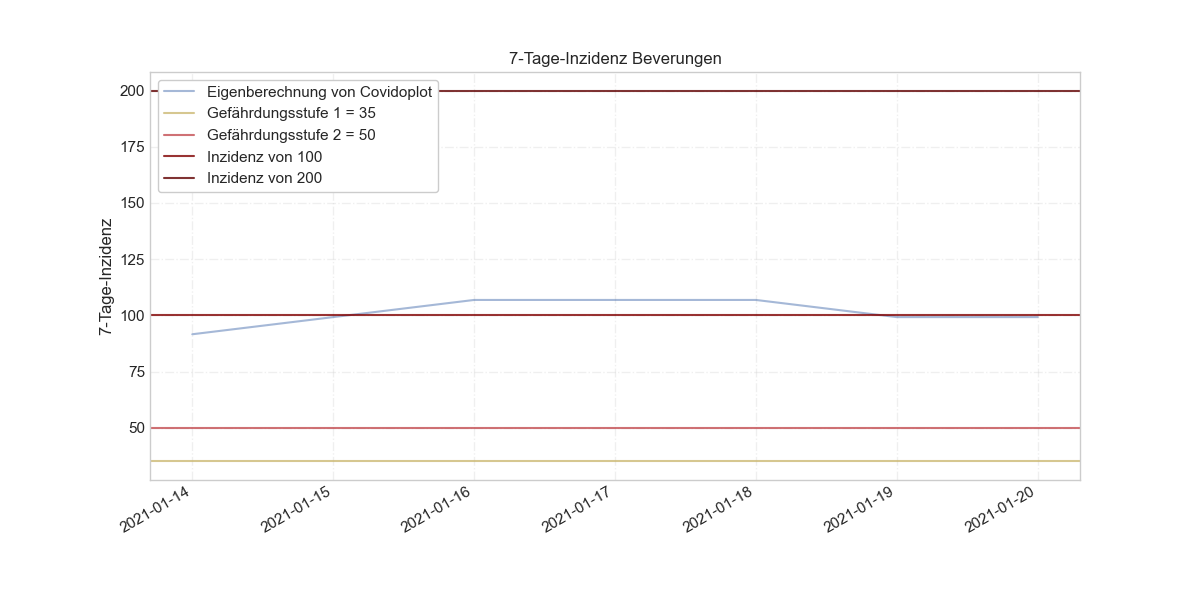 7-Tage-Inzidenz Beverungen
Eigenberechnung von Covidoplot
Gefährdungsstufe 1 = 35
Gefährdungsstufe 2 = 50
Inzidenz von 100
Inzidenz von 200
7-Tage-Inzidenz
200
175
150
125
100
75
50
2021-01-14
2021-01-15
2021-01-16
2021-01-17
2021-01-18
2021-01-19
2021-01-20